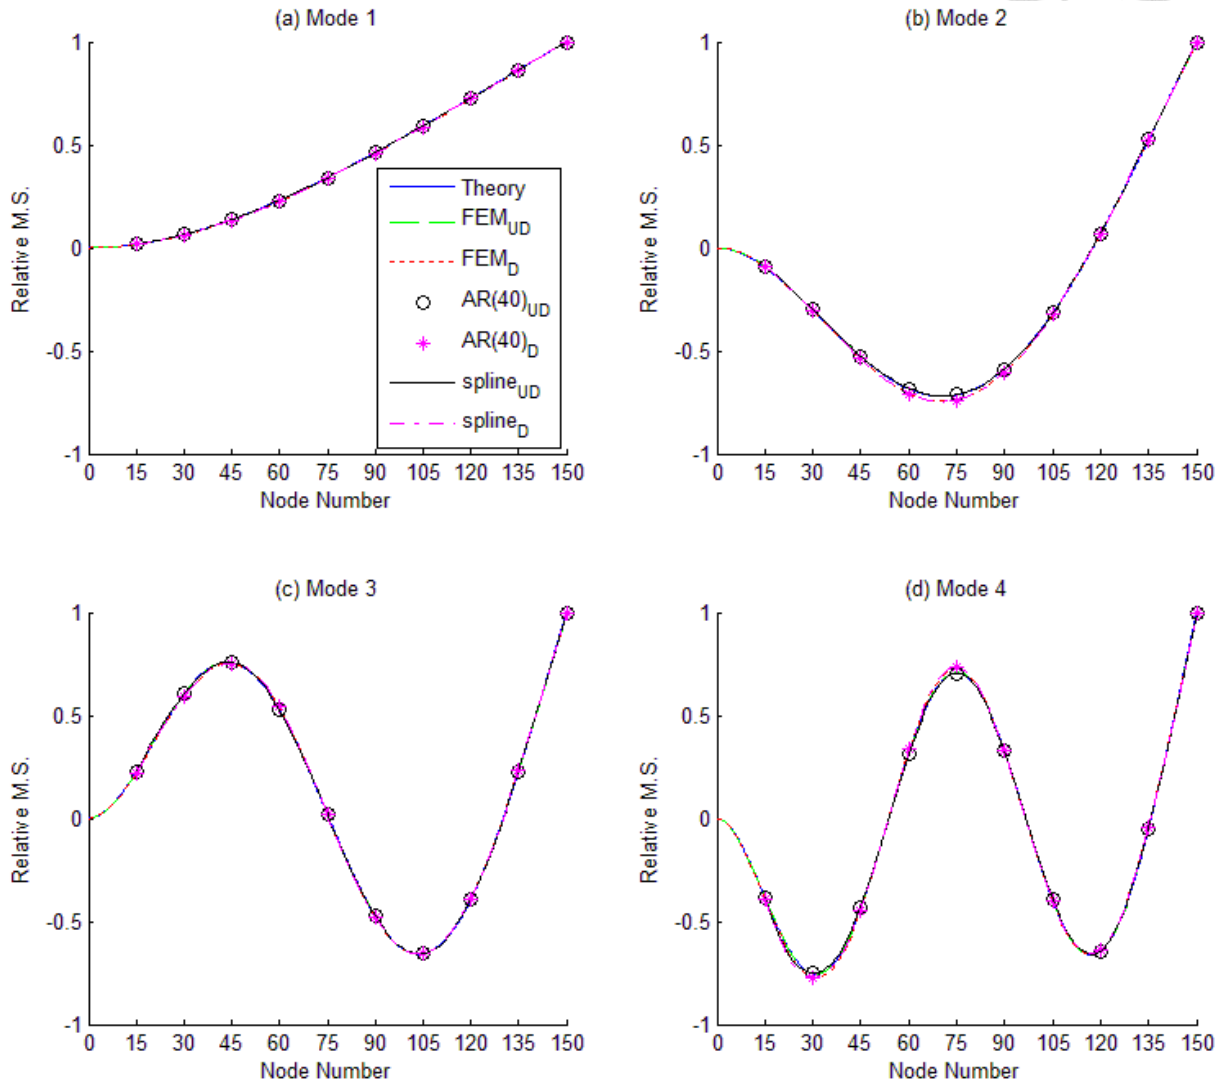 (a) Mode 1
Relative M.S.
1
0.5
0
-0.5
-1
0 15 30 45 60 75 90 105 120 135 150
Node Number
Theory
FEM_UD
FEM_D
AR(40)_UD
AR(40)_D
spline_UD
spline_D
(b) Mode 2
Relative M.S.
1
0.5
0
-0.5
-1
0 15 30 45 60 75 90 105 120 135 150
Node Number
(c) Mode 3
Relative M.S.
1
0.5
0
-0.5
-1
0 15 30 45 60 75 90 105 120 135 150
Node Number
(d) Mode 4
Relative M.S.
1
0.5
0
-0.5
-1
0 15 30 45 60 75 90 105 120 135 150
Node Number